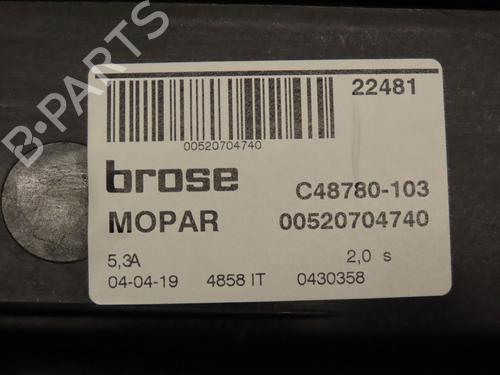 B-PARTS
22481
00520704740
brose C48780-103
MOPAR 00520704740
5,3A 2,0 s
04-04-19 4858 IT 0430358